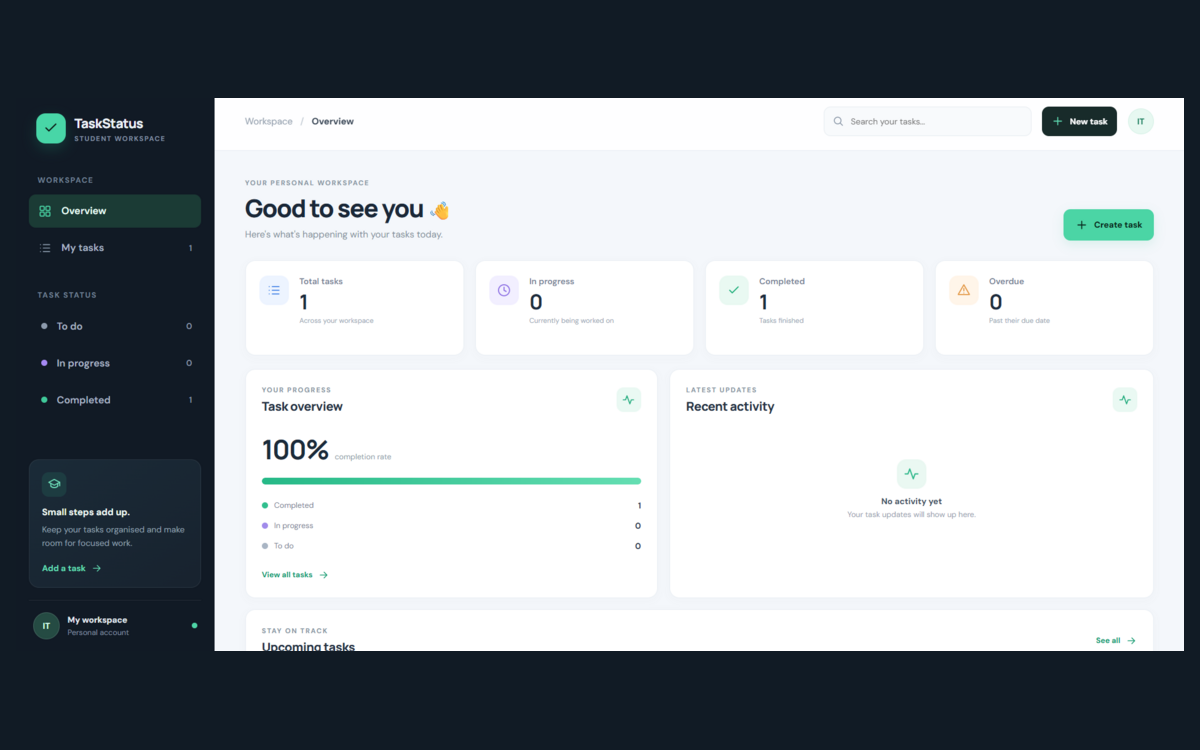 TaskStatus
STUDENT WORKSPACE
WORKSPACE
Overview
My tasks 1
TASK STATUS
To do 0
In progress 0
Completed 1
Small steps add up.
Keep your tasks organised and make
room for focused work.
Add a task →
IT
My workspace
Personal account
Workspace / Overview
Search your tasks...
+ New task
IT
YOUR PERSONAL WORKSPACE
Good to see you 👋
Here's what's happening with your tasks today.
+ Create task
Total tasks
1
Across your workspace
In progress
0
Currently being worked on
Completed
1
Tasks finished
Overdue
0
Past their due date
YOUR PROGRESS
Task overview
100% completion rate
Completed 1
In progress 0
To do 0
View all tasks →
LATEST UPDATES
Recent activity
No activity yet
Your task updates will show up here.
STAY ON TRACK
Upcoming tasks
See all →